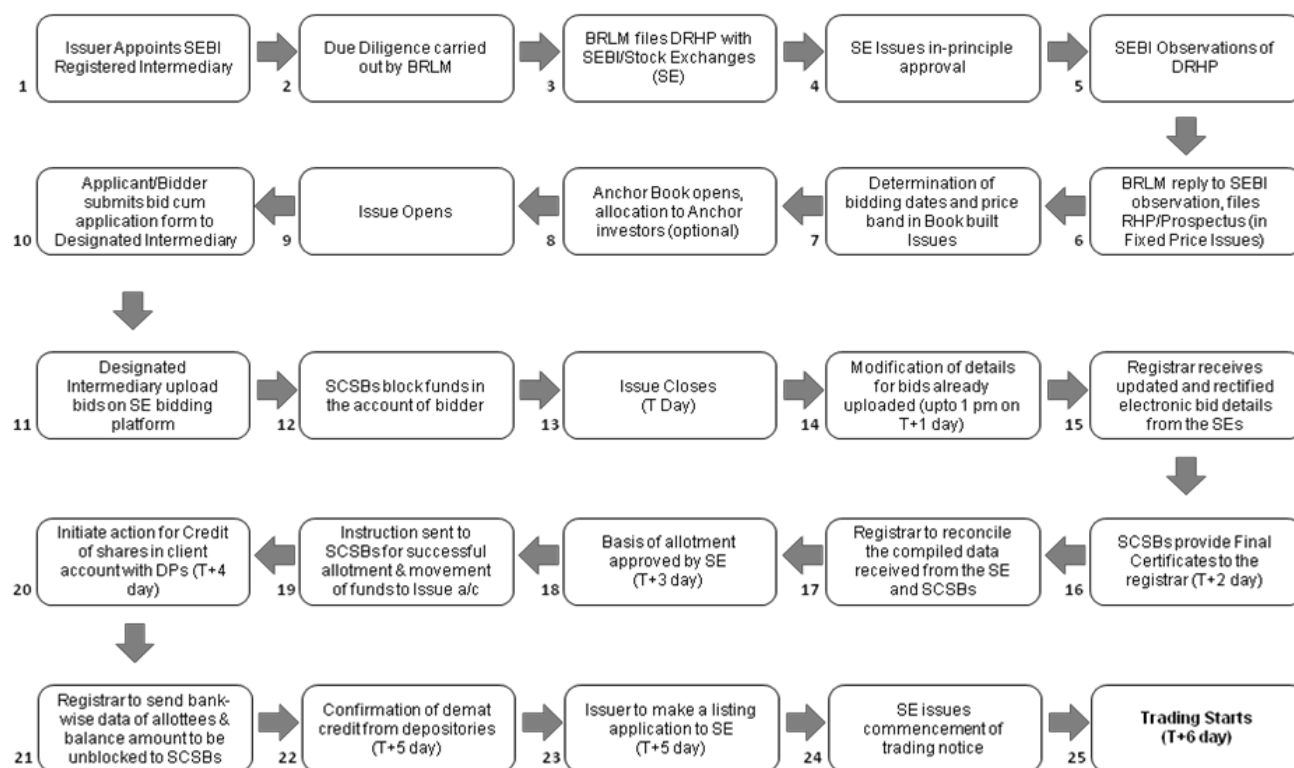 Issuer Appoints SEBI
Registered Intermediary
1
Due Diligence carried
out by BRLM
2
BRLM files DRHP with
SEBI/Stock Exchanges
(SE)
3
SE Issues in-principle
approval
4
SEBI Observations of
DRHP
5
BRLM reply to SEBI
observation, files
RHP/Prospectus (in
Fixed Price Issues)
6
Determination of
bidding dates and price
band in Book built
Issues
7
Anchor Book opens,
allocation to Anchor
investors (optional)
8
Issue Opens
9
Applicant/Bidder
submits bid cum
application form to
Designated Intermediary
10
Designated
Intermediary upload
bids on SE bidding
platform
11
SCSBs block funds in
the account of bidder
12
Issue Closes
(T Day)
13
Modification of details
for bids already
uploaded (upto 1 pm on
T+1 day)
14
Registrar receives
updated and rectified
electronic bid details
from the SEs
15
SCSBs provide Final
Certificates to the
registrar (T+2 day)
16
Registrar to reconcile
the compiled data
received from the SE
and SCSBs
17
Basis of allotment
approved by SE
(T+3 day)
18
Instruction sent to
SCSBs for successful
allotment & movement
of funds to Issue a/c
19
Initiate action for Credit
of shares in client
account with DPs (T+4
day)
20
Registrar to send bank-
wise data of allottees &
balance amount to be
unblocked to SCSBs
21
Confirmation of demat
credit from depositories
(T+5 day)
22
Issuer to make a listing
application to SE
(T+5 day)
23
SE issues
commencement of
trading notice
24
Trading Starts
(T+6 day)
25